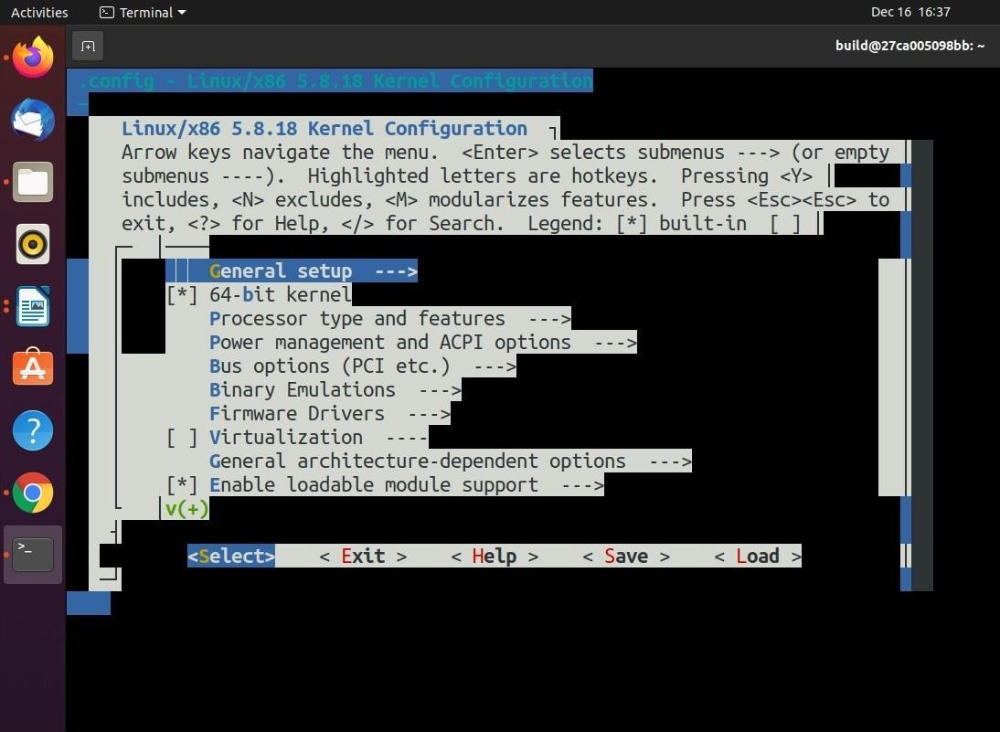 Activities
Terminal
Dec 16 16:37
build@27ca005098bb: ~
.config - Linux/x86 5.8.18 Kernel Configuration
Linux/x86 5.8.18 Kernel Configuration
Arrow keys navigate the menu. <Enter> selects submenus ---> (or empty
submenus ----). Highlighted letters are hotkeys. Pressing <Y>
includes, <N> excludes, <M> modularizes features. Press <Esc><Esc> to
exit, <?> for Help, </> for Search. Legend: [*] built-in [ ]
General setup --->
[*] 64-bit kernel
Processor type and features --->
Power management and ACPI options --->
Bus options (PCI etc.) --->
Binary Emulations --->
Firmware Drivers --->
[ ] Virtualization ----
General architecture-dependent options --->
[*] Enable loadable module support --->
v(+)
<Select> < Exit > < Help > < Save > < Load >